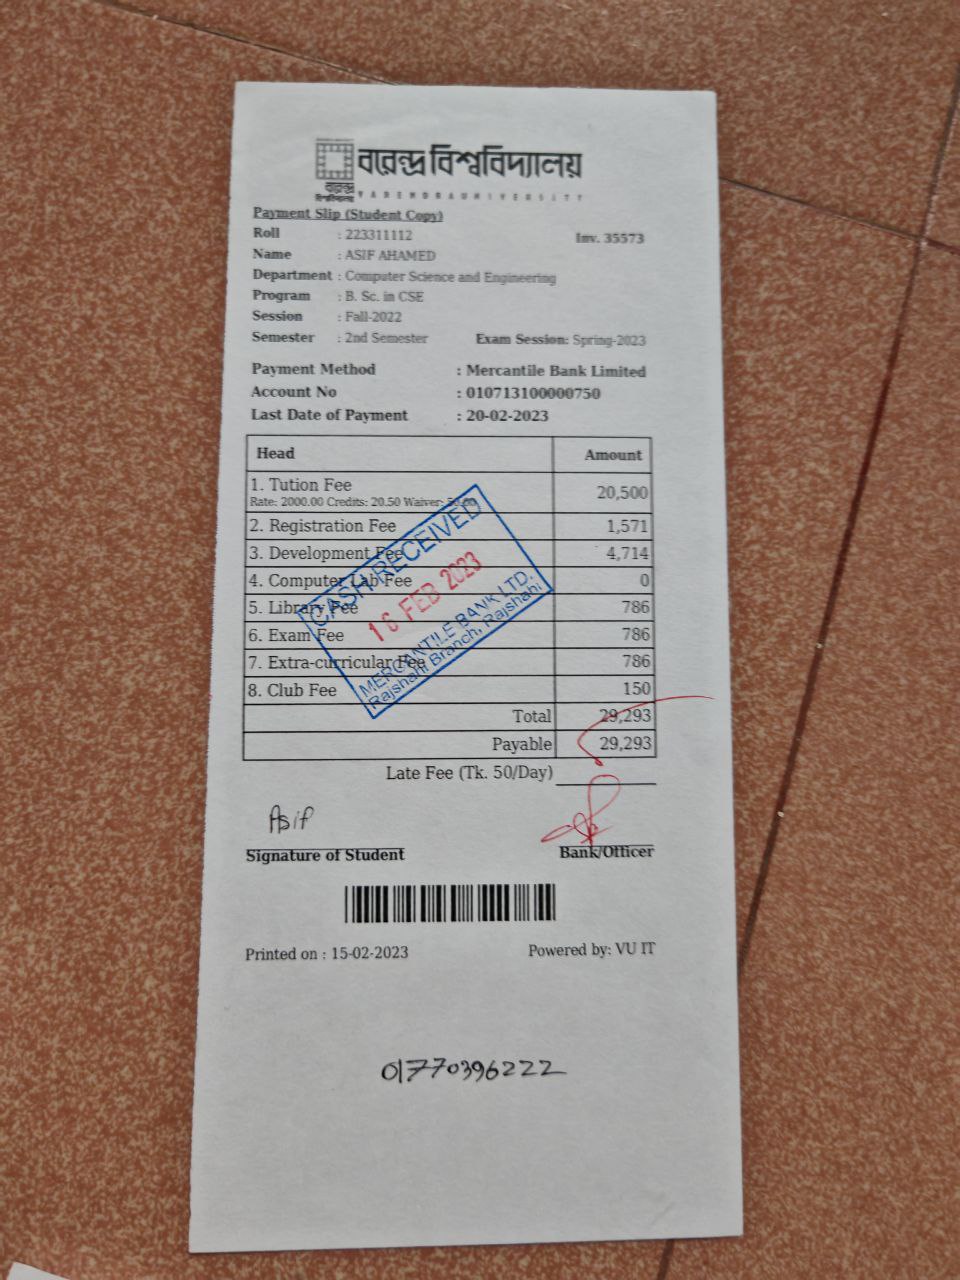 বরেন্দ্র বিশ্ববিদ্যালয়
বরেন্দ্র
বিশ্ববিদ্যালয়
VARENDRA UNIVERSITY
Payment Slip (Student Copy)
Roll : 223311112 Inv. 35573
Name : ASIF AHAMED
Department : Computer Science and Engineering
Program : B. Sc. in CSE
Session : Fall-2022
Semester : 2nd Semester Exam Session: Spring-2023
Payment Method : Mercantile Bank Limited
Account No : 010713100000750
Last Date of Payment : 20-02-2023
Head Amount
1. Tution Fee 20,500
Rate: 2000.00 Credits: 20.50 Waiver: 50.00
2. Registration Fee 1,571
3. Development Fee 4,714
4. Computer Lab Fee 0
5. Library Fee 786
6. Exam Fee 786
7. Extra-curricular Fee 786
8. Club Fee 150
CASH RECEIVED
16 FEB 2023
MERCANTILE BANK LTD.
Rajshahi Branch, Rajshahi
Total 29,293
Payable 29,293
Late Fee (Tk. 50/Day)
Asif
Signature of Student Bank/Officer
Printed on : 15-02-2023 Powered by: VU IT
01770396222